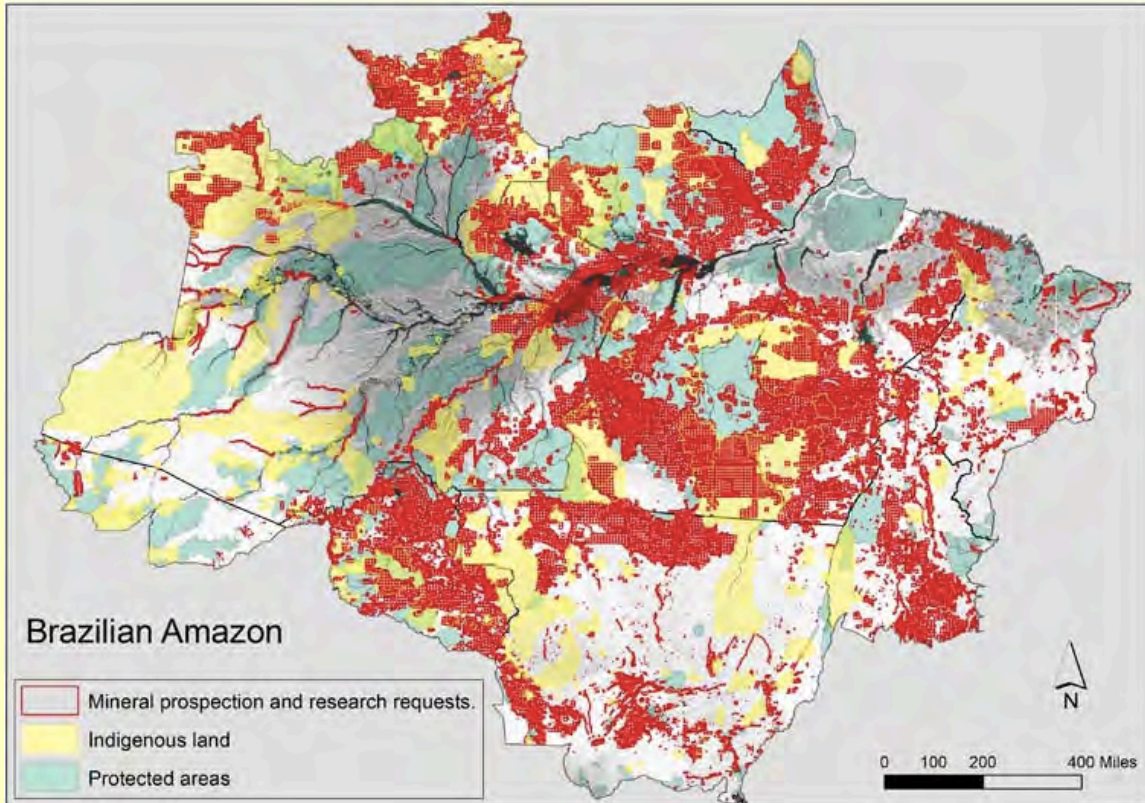 Brazilian Amazon
Mineral prospection and research requests.
Indigenous land
Protected areas
N
0 100 200 400 Miles